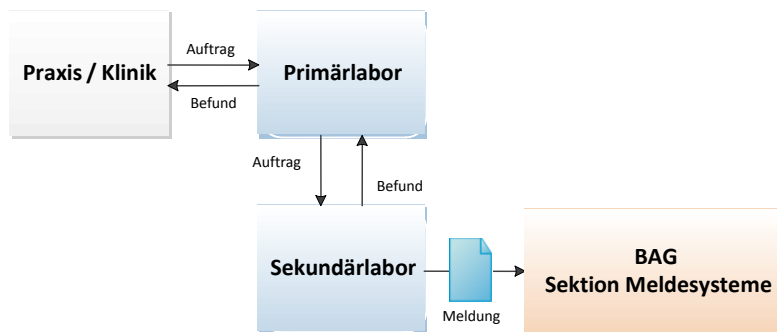 Auftrag
Praxis / Klinik
Primärlabor
Befund
Auftrag
Befund
Sekundärlabor
BAG
Sektion Meldesysteme
Meldung